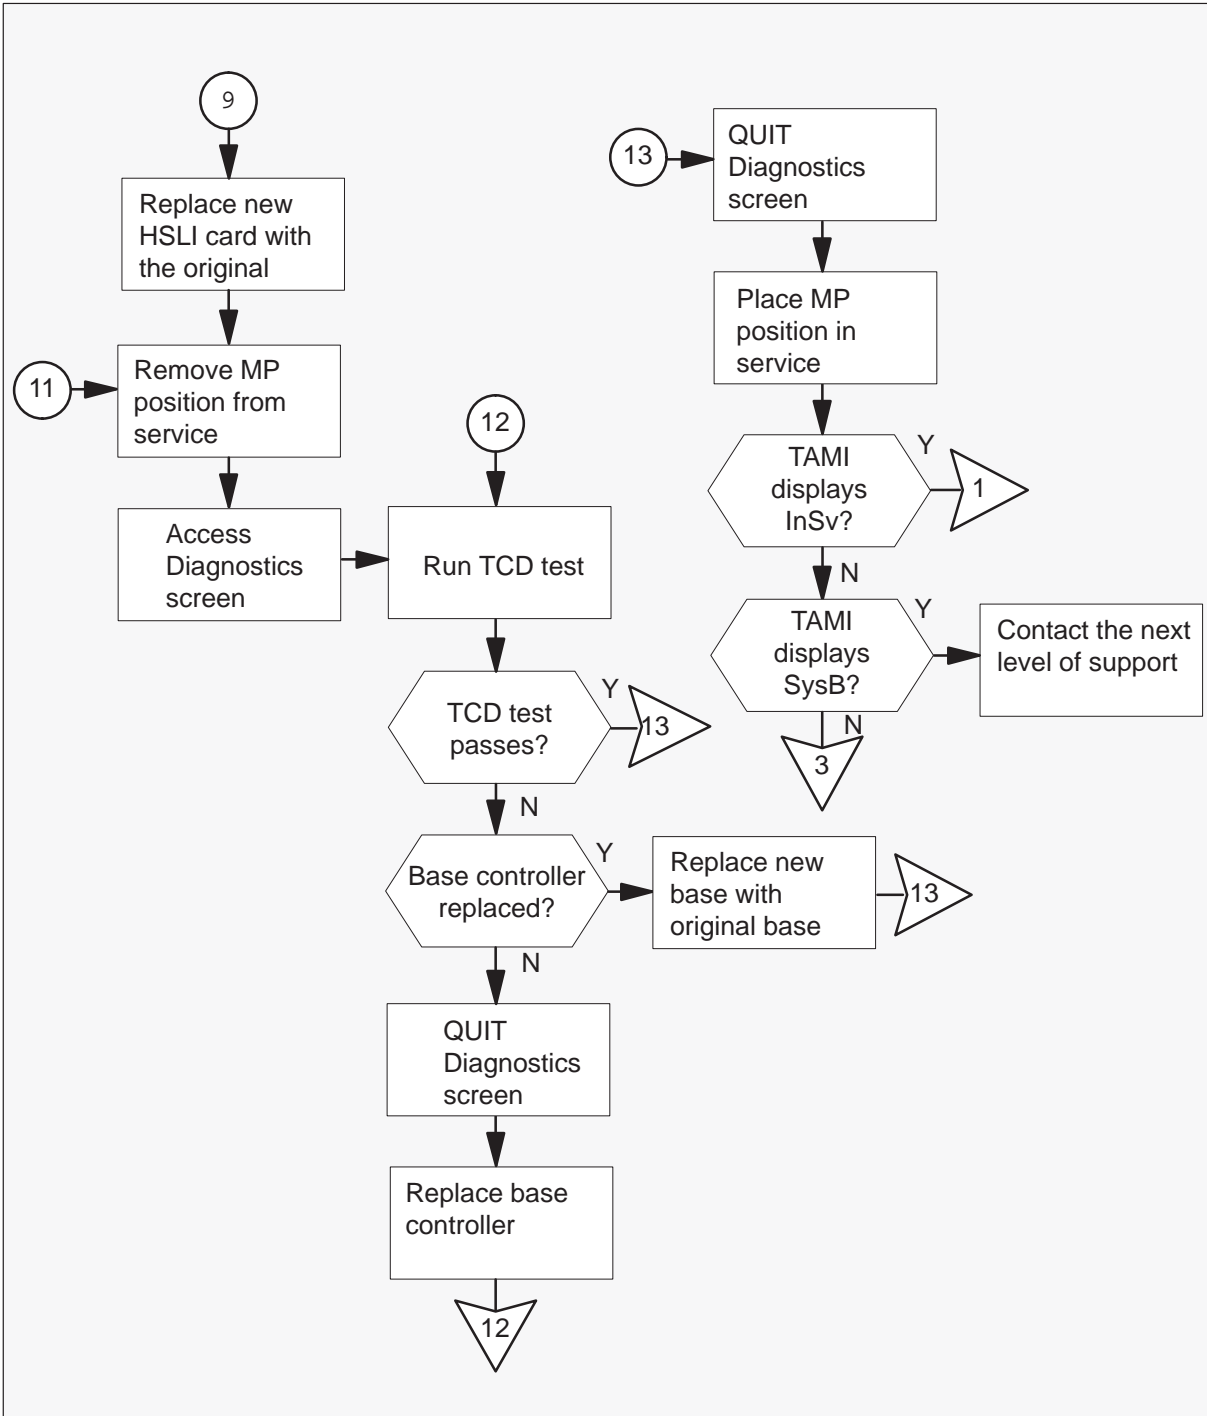 9
Replace new
HSLI card with
the original
11
Remove MP
position from
service
Access
Diagnostics
screen
12
Run TCD test
TCD test
passes?
Y
13
N
Base controller
replaced?
Y
Replace new
base with
original base
13
N
QUIT
Diagnostics
screen
Replace base
controller
12
13
QUIT
Diagnostics
screen
Place MP
position in
service
TAMI
displays
InSv?
Y
1
N
TAMI
displays
SysB?
Y
Contact the next
level of support
N
3